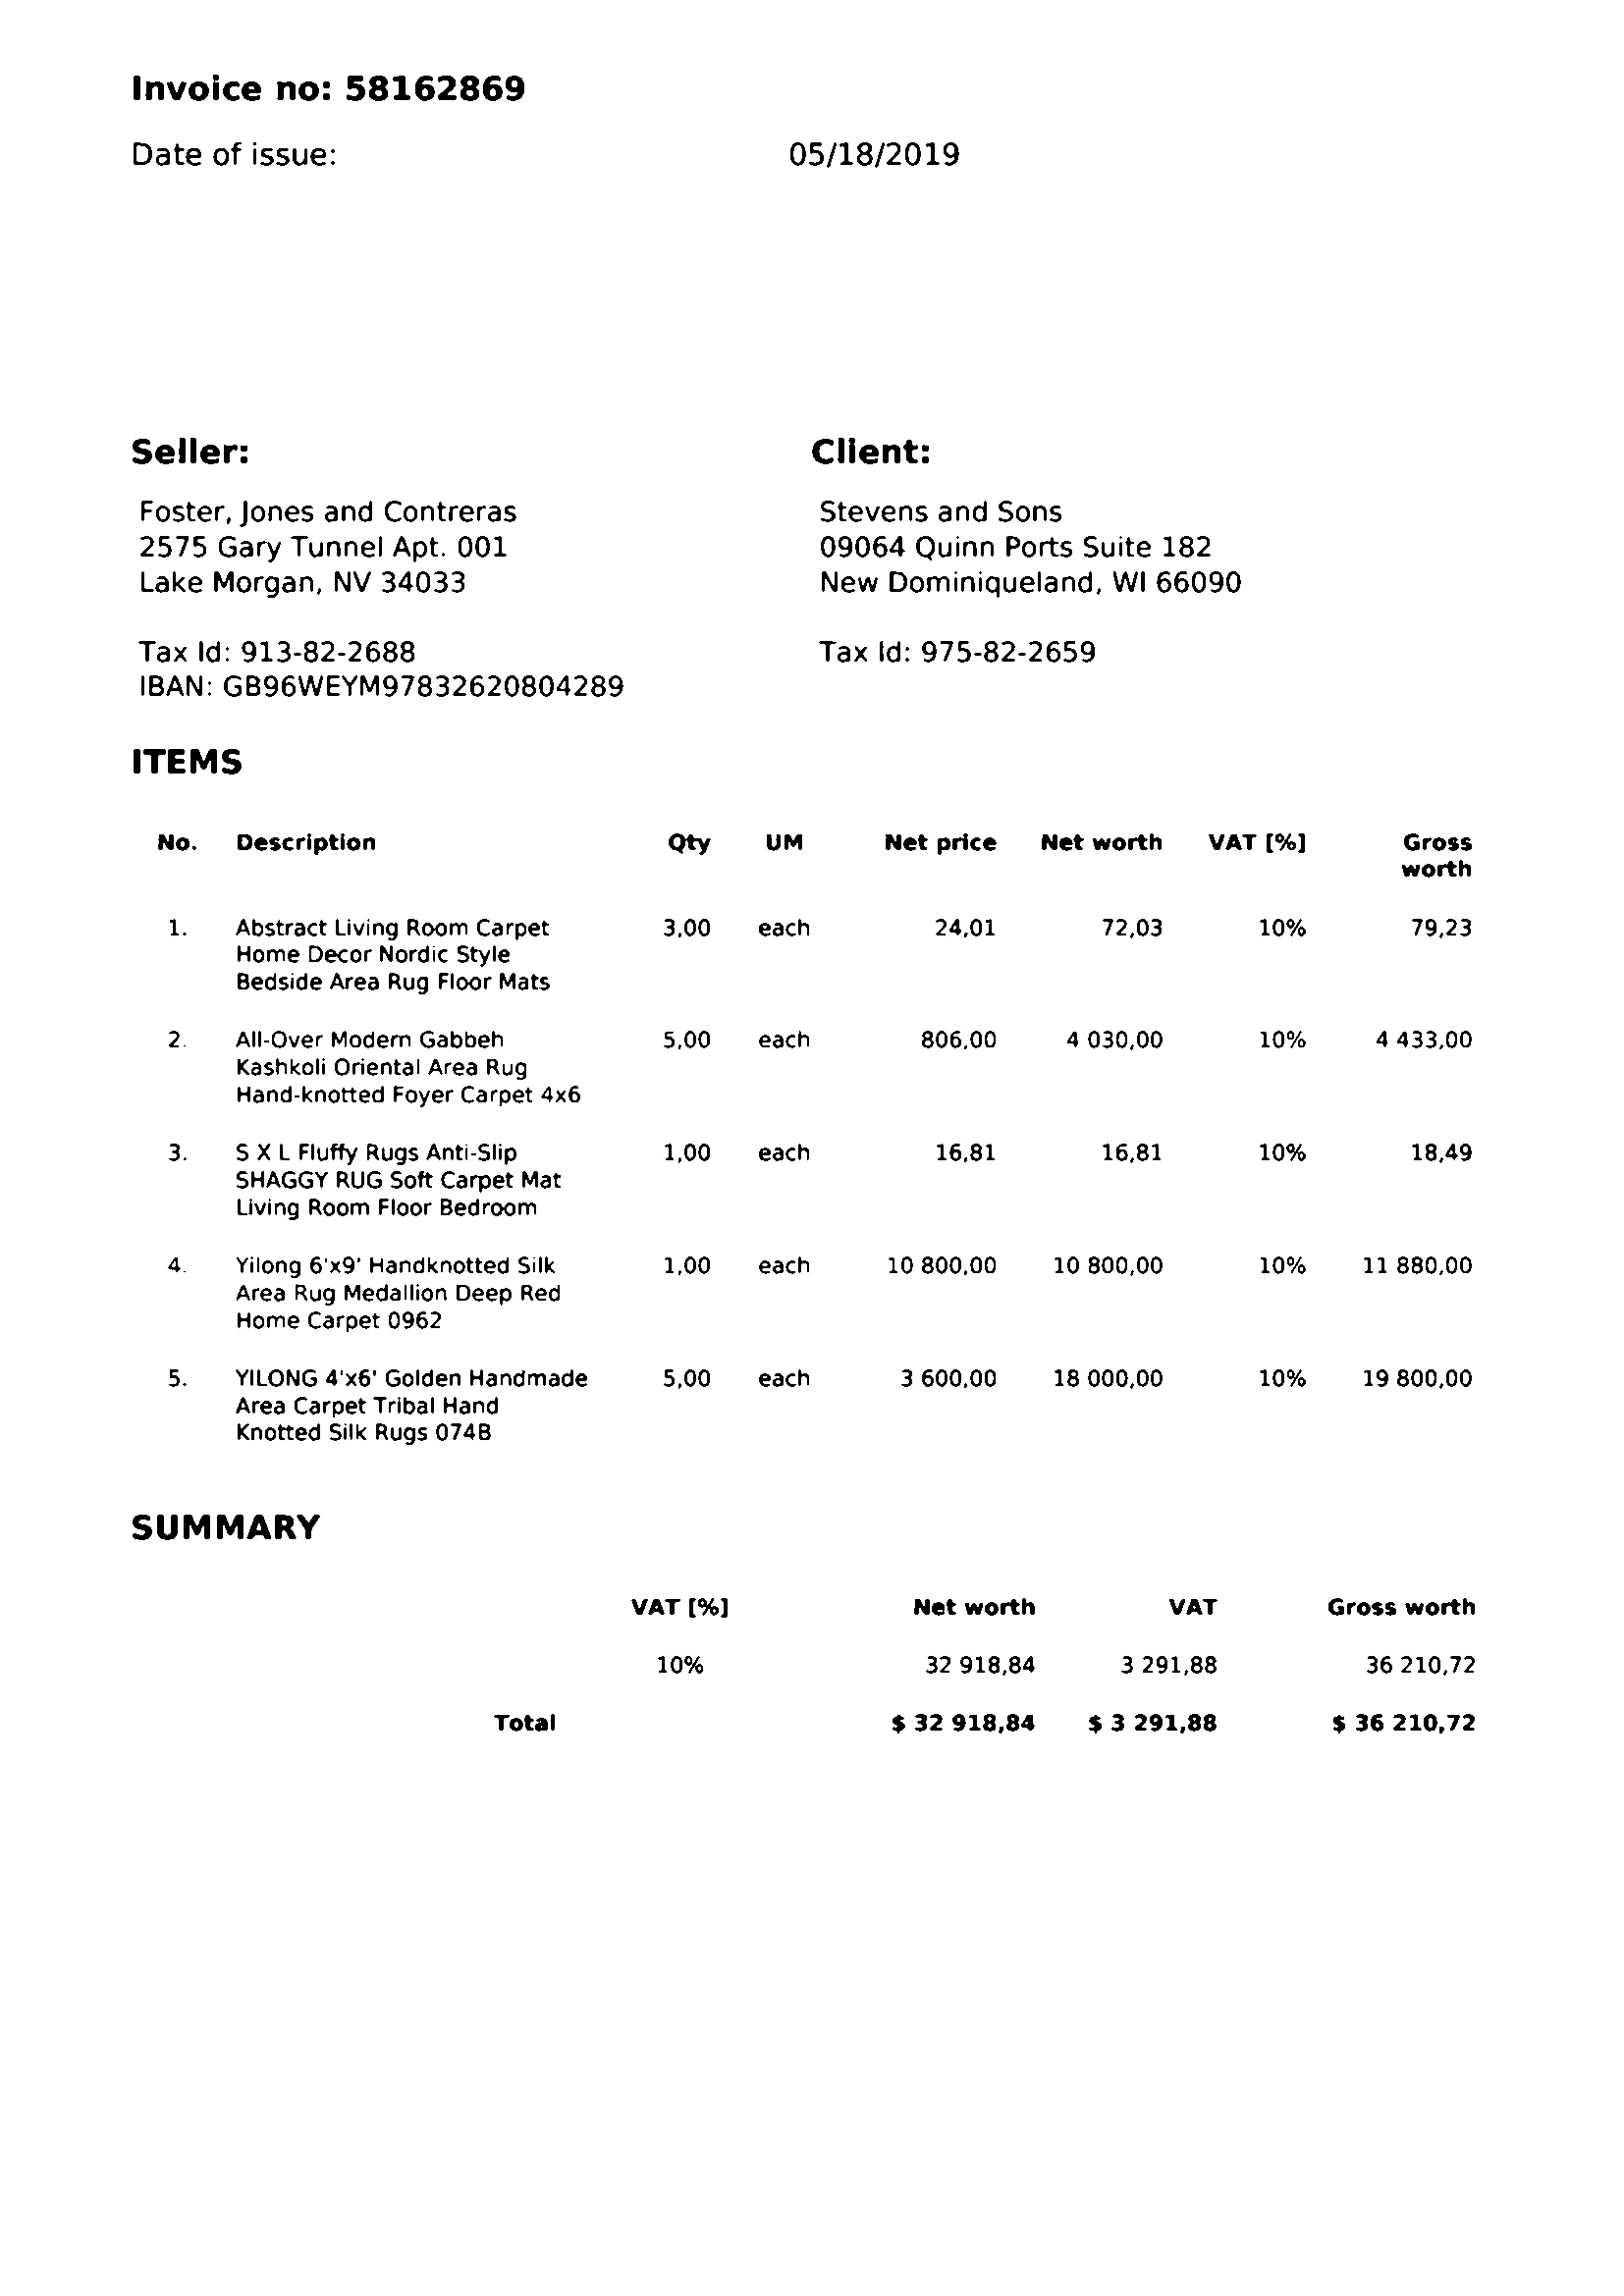 Invoice no: 58162869
Date of issue: 05/18/2019
Seller: Client:
Foster, Jones and Contreras Stevens and Sons
2575 Gary Tunnel Apt. 001 09064 Quinn Ports Suite 182
Lake Morgan, NV 34033 New Dominiqueland, WI 66090
Tax Id: 913-82-2688 Tax Id: 975-82-2659
IBAN: GB96WEYM97832620804289
ITEMS
No. Description Qty UM Net price Net worth VAT [%] Gross
worth
1. Abstract Living Room Carpet 3,00 each 24,01 72,03 10% 79,23
Home Decor Nordic Style
Bedside Area Rug Floor Mats
2. All-Over Modern Gabbeh 5,00 each 806,00 4 030,00 10% 4 433,00
Kashkoli Oriental Area Rug
Hand-knotted Foyer Carpet 4x6
3. S X L Fluffy Rugs Anti-Slip 1,00 each 16,81 16,81 10% 18,49
SHAGGY RUG Soft Carpet Mat
Living Room Floor Bedroom
4. Yilong 6'x9' Handknotted Silk 1,00 each 10 800,00 10 800,00 10% 11 880,00
Area Rug Medallion Deep Red
Home Carpet 0962
5. YILONG 4'x6' Golden Handmade 5,00 each 3 600,00 18 000,00 10% 19 800,00
Area Carpet Tribal Hand
Knotted Silk Rugs 074B
SUMMARY
VAT [%] Net worth VAT Gross worth
10% 32 918,84 3 291,88 36 210,72
Total $ 32 918,84 $ 3 291,88 $ 36 210,72